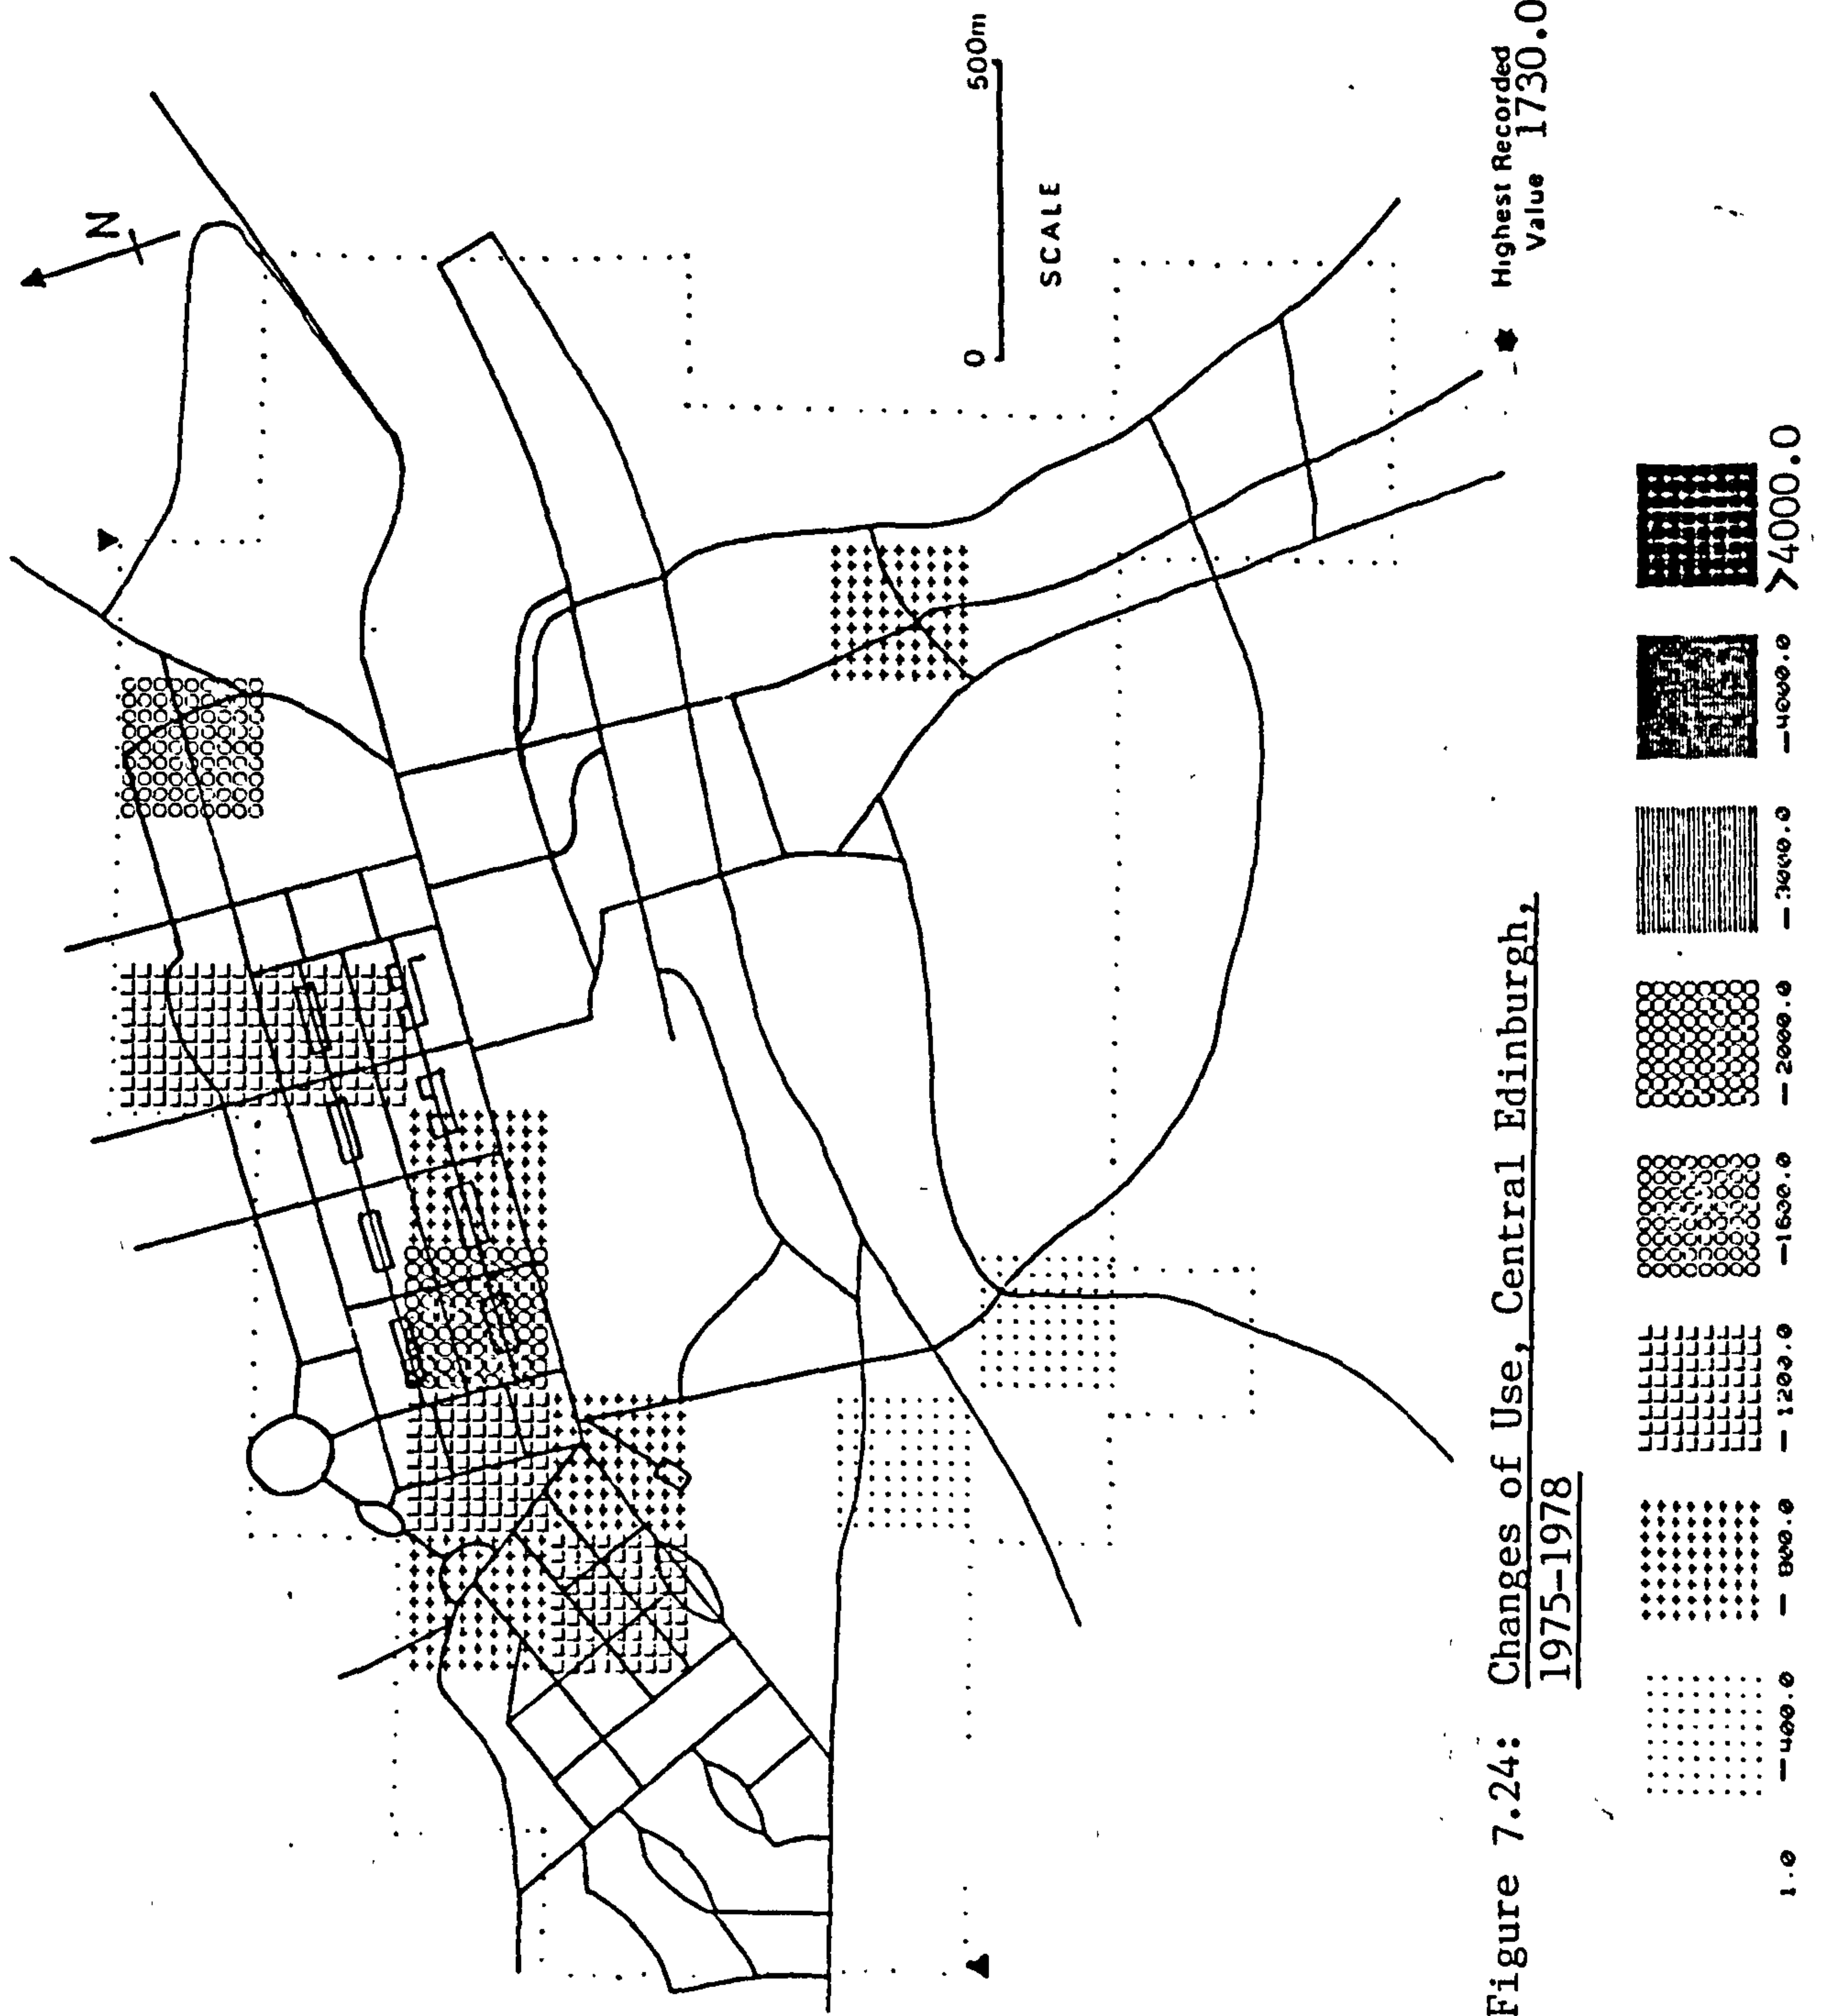 N
0 500m
SCALE
Highest Recorded
Value 1730.0
Figure 7.24: Changes of Use, Central Edinburgh,
1975-1978
1.0 -400.0 -800.0 -1200.0 -1600.0 -2000.0 -3000.0 -4000.0 >4000.0